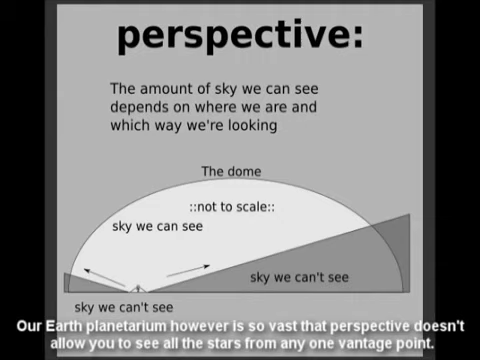 perspective:
The amount of sky we can see
depends on where we are and
which way we're looking
The dome
::not to scale::
sky we can see
sky we can't see
sky we can't see
Our Earth planetarium however is so vast that perspective doesn't
allow you to see all the stars from any one vantage point.